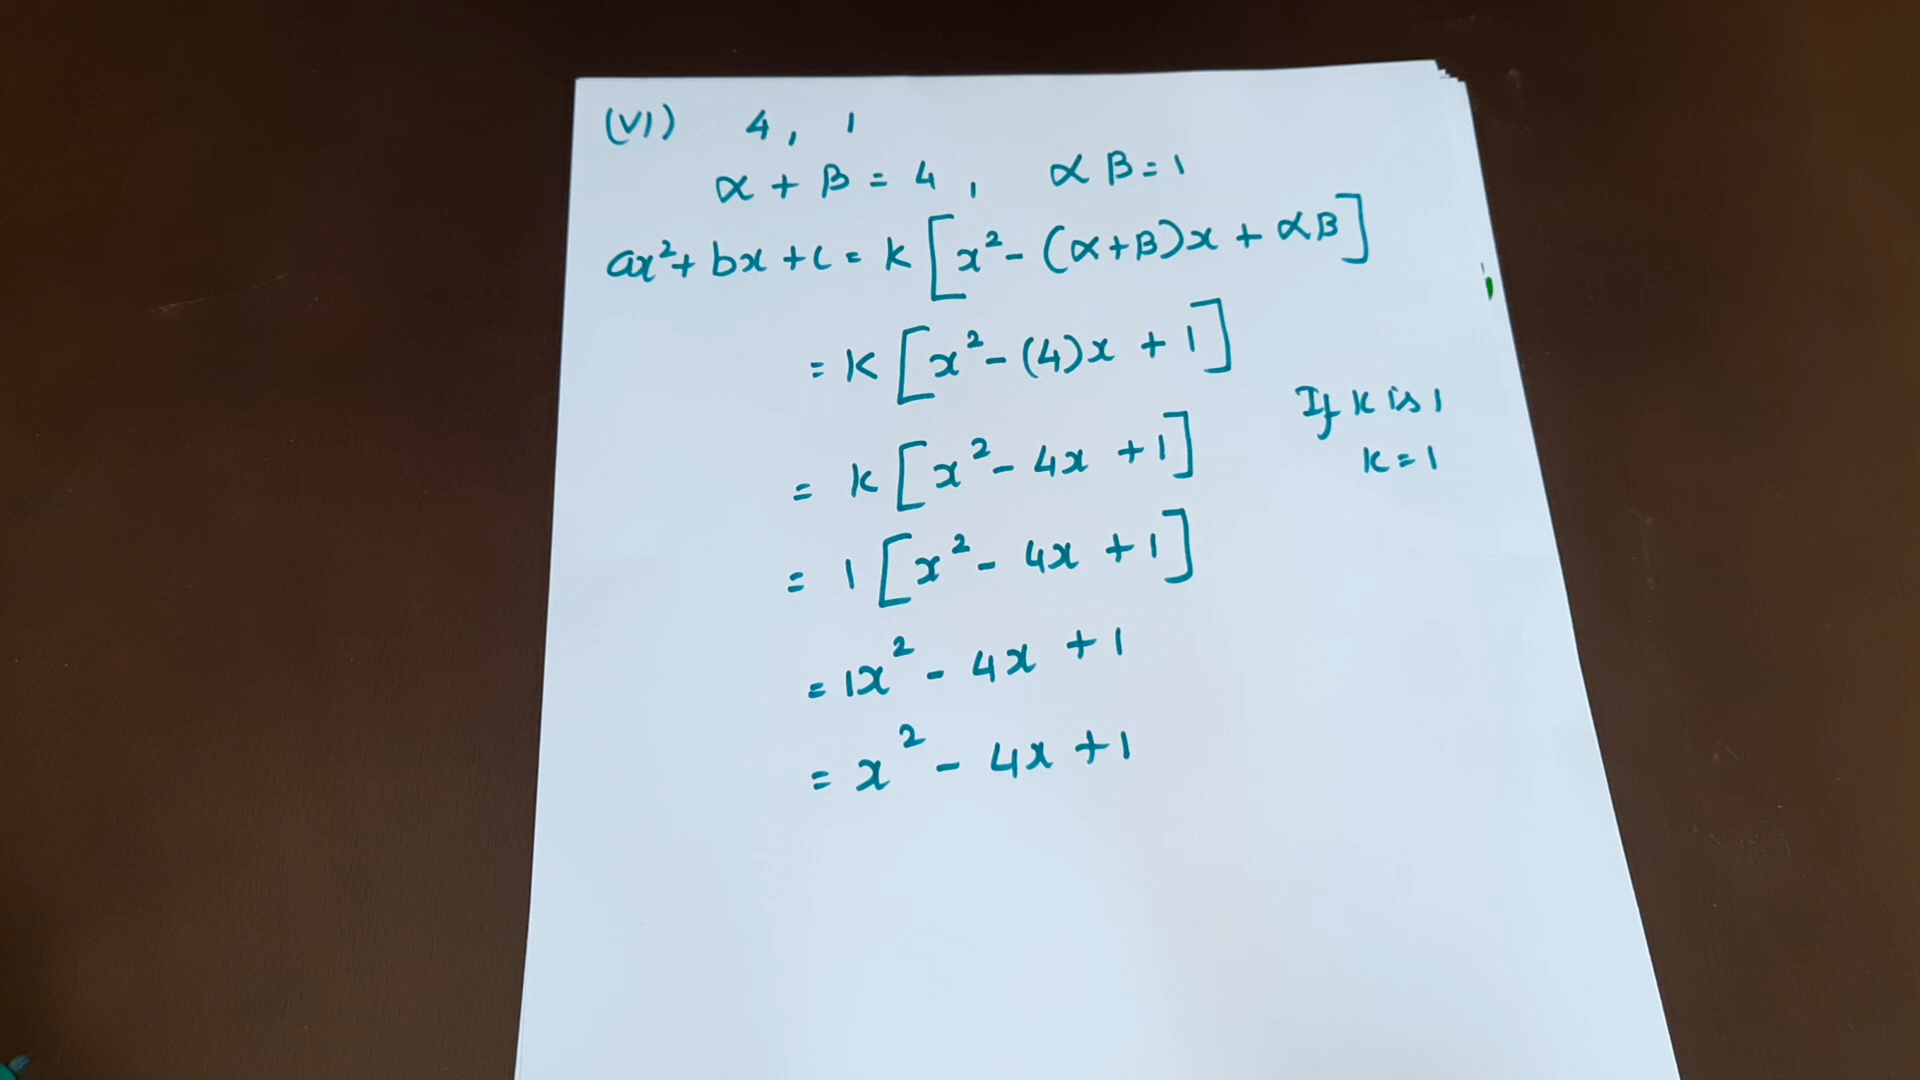 (VI) 4, 1
α + β = 4, αβ = 1
ax² + bx + c = k [x² - (α+β)x + αβ]
= k [x² - (4)x + 1]
If k is 1
= k [x² - 4x + 1]
k = 1
= 1 [x² - 4x + 1]
= 1x² - 4x + 1
= x² - 4x + 1